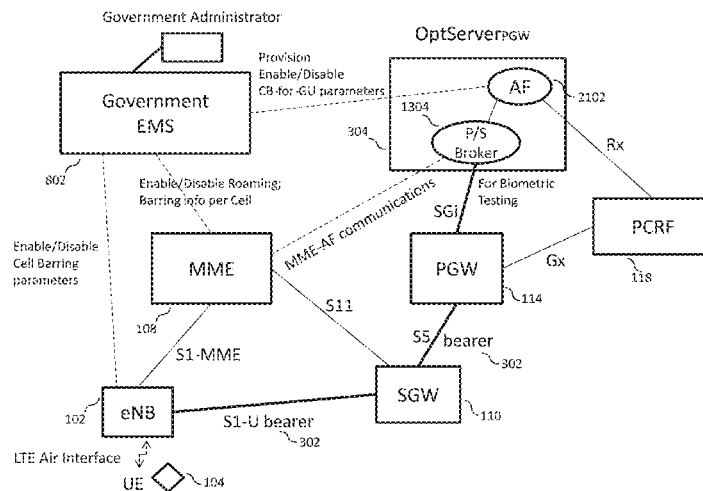 Government Administrator
OptServerPGW
Provision
Enable/Disable
CB-for-GU parameters
Government
EMS
802
AF
2102
1304
P/S
Broker
304
Rx
Enable/Disable Roaming;
Barring info per Cell
For Biometric
Testing
SGi
MME-AF communications
Enable/Disable
Cell Barring
parameters
MME
108
PGW
114
Gx
PCRF
118
S11
S1-MME
S5
bearer
302
102
eNB
S1-U bearer
302
SGW
110
LTE Air Interface
UE
104